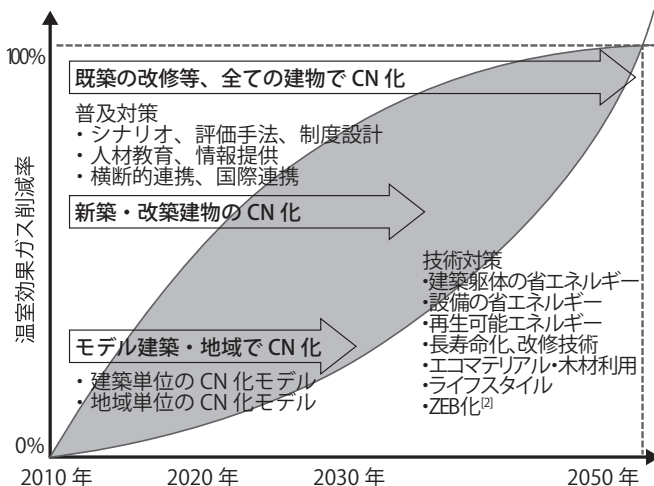 100%
既築の改修等、全ての建物で CN 化
普及対策
・シナリオ、評価手法、制度設計
・人材教育、情報提供
・横断的連携、国際連携
新築・改築建物の CN 化
温室効果ガス削減率
技術対策
・建築躯体の省エネルギー
・設備の省エネルギー
・再生可能エネルギー
・長寿命化、改修技術
・エコマテリアル・木材利用
・ライフスタイル
・ZEB化[2]
モデル建築・地域で CN 化
・建築単位の CN 化モデル
・地域単位の CN 化モデル
0%
2010 年
2020 年
2030 年
2050 年